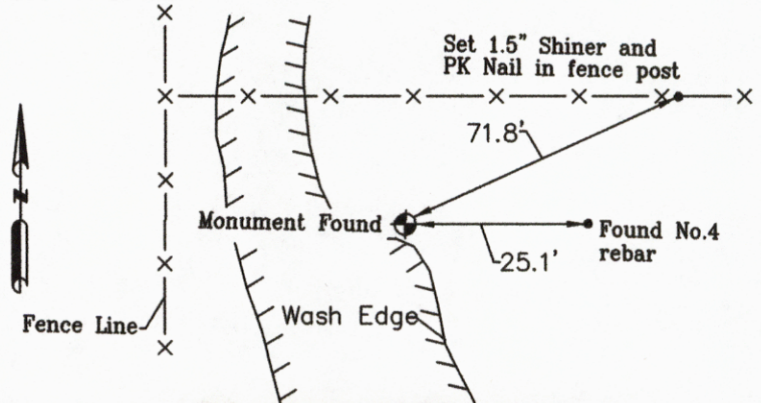 Set 1.5" Shiner and
PK Nail in fence post
71.8'
N
Monument Found
Found No.4
rebar
25.1'
Wash Edge
Fence Line